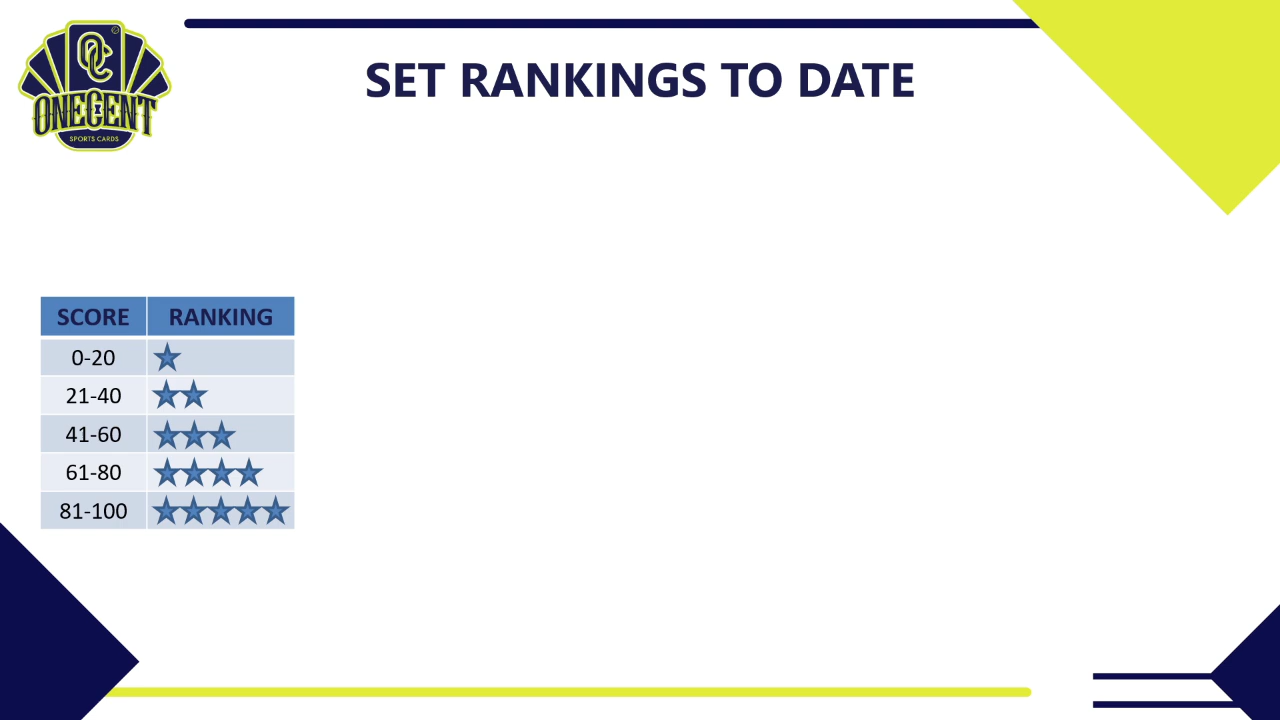 OC
ONECENT
SPORTS CARDS
SET RANKINGS TO DATE
SCORE RANKING
0-20
21-40
41-60
61-80
81-100